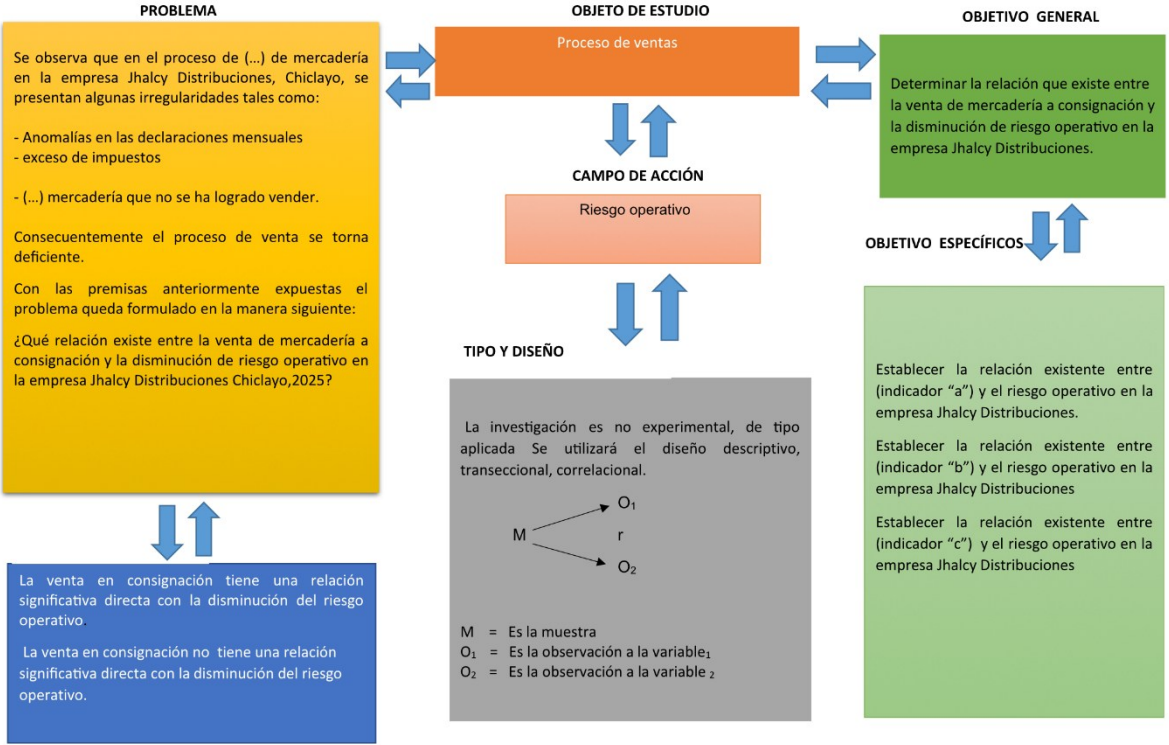 PROBLEMA
Se observa que en el proceso de (...) de mercadería
en la empresa Jhalcy Distribuciones, Chiclayo, se
presentan algunas irregularidades tales como:
- Anomalías en las declaraciones mensuales
- exceso de impuestos
- (...) mercadería que no se ha logrado vender.
Consecuentemente el proceso de venta se torna
deficiente.
Con las premisas anteriormente expuestas el
problema queda formulado en la manera siguiente:
¿Qué relación existe entre la venta de mercadería a
consignación y la disminución de riesgo operativo en
la empresa Jhalcy Distribuciones Chiclayo,2025?
La venta en consignación tiene una relación
significativa directa con la disminución del riesgo
operativo.
La venta en consignación no tiene una relación
significativa directa con la disminución del riesgo
operativo.
OBJETO DE ESTUDIO
Proceso de ventas
CAMPO DE ACCIÓN
Riesgo operativo
TIPO Y DISEÑO
La investigación es no experimental, de tipo
aplicada Se utilizará el diseño descriptivo,
transeccional, correlacional.
O₁
M r
O₂
M = Es la muestra
O₁ = Es la observación a la variable₁
O₂ = Es la observación a la variable ₂
OBJETIVO GENERAL
Determinar la relación que existe entre
la venta de mercadería a consignación y
la disminución de riesgo operativo en la
empresa Jhalcy Distribuciones.
OBJETIVO ESPECÍFICOS
Establecer la relación existente entre
(indicador "a") y el riesgo operativo en la
empresa Jhalcy Distribuciones.
Establecer la relación existente entre
(indicador "b") y el riesgo operativo en la
empresa Jhalcy Distribuciones
Establecer la relación existente entre
(indicador "c") y el riesgo operativo en la
empresa Jhalcy Distribuciones